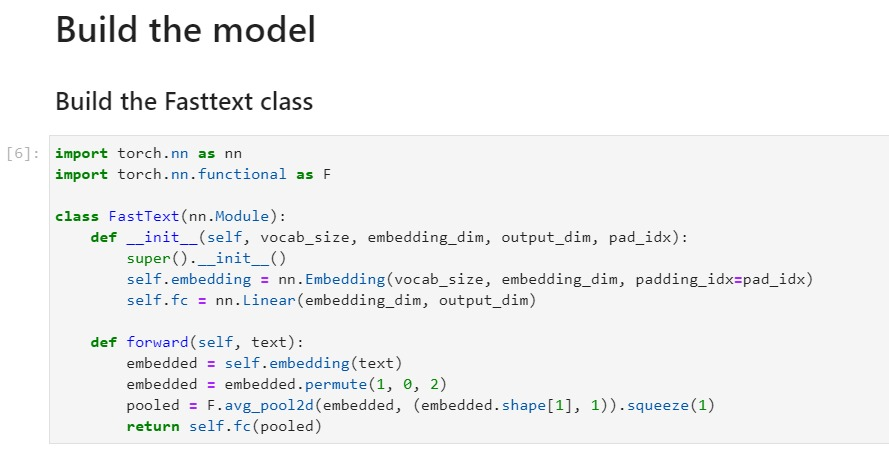 Build the model
Build the Fasttext class
[6]:
import torch.nn as nn
import torch.nn.functional as F
class FastText(nn.Module):
    def __init__(self, vocab_size, embedding_dim, output_dim, pad_idx):
        super().__init__()
        self.embedding = nn.Embedding(vocab_size, embedding_dim, padding_idx=pad_idx)
        self.fc = nn.Linear(embedding_dim, output_dim)
    def forward(self, text):
        embedded = self.embedding(text)
        embedded = embedded.permute(1, 0, 2)
        pooled = F.avg_pool2d(embedded, (embedded.shape[1], 1)).squeeze(1)
        return self.fc(pooled)